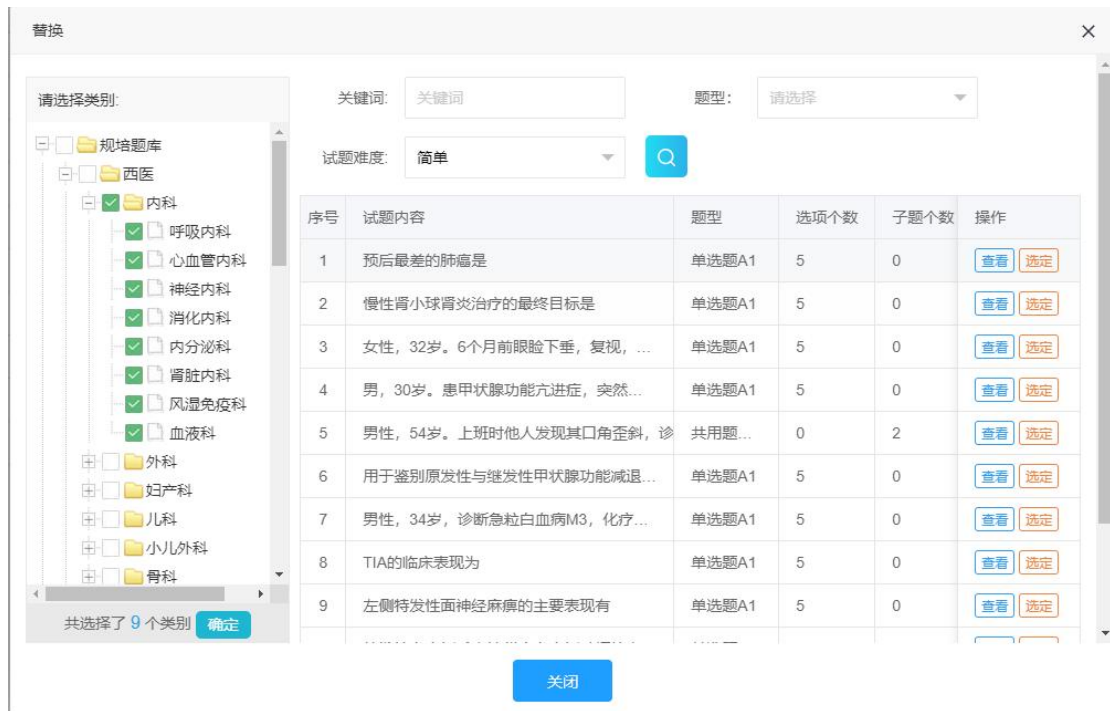 替换
请选择类别:
规培题库
西医
内科
呼吸内科
心血管内科
神经内科
消化内科
内分泌科
肾脏内科
风湿免疫科
血液科
外科
妇产科
儿科
小儿外科
骨科
共选择了 9 个类别 确定
关键词: 关键词 题型: 请选择
试题难度: 简单
序号 试题内容 题型 选项个数 子题个数 操作
1 预后最差的肺癌是 单选题A1 5 0 查看 选定
2 慢性肾小球肾炎治疗的最终目标是 单选题A1 5 0 查看 选定
3 女性，32岁。6个月前眼睑下垂，复视，... 单选题A1 5 0 查看 选定
4 男，30岁。患甲状腺功能亢进症，突然... 单选题A1 5 0 查看 选定
5 男性，54岁。上班时他人发现其口角歪斜，诊 共用题... 0 2 查看 选定
6 用于鉴别原发性与继发性甲状腺功能减退... 单选题A1 5 0 查看 选定
7 男性，34岁，诊断急粒白血病M3，化疗... 单选题A1 5 0 查看 选定
8 TIA的临床表现为 单选题A1 5 0 查看 选定
9 左侧特发性面神经麻痹的主要表现有 单选题A1 5 0 查看 选定
关闭